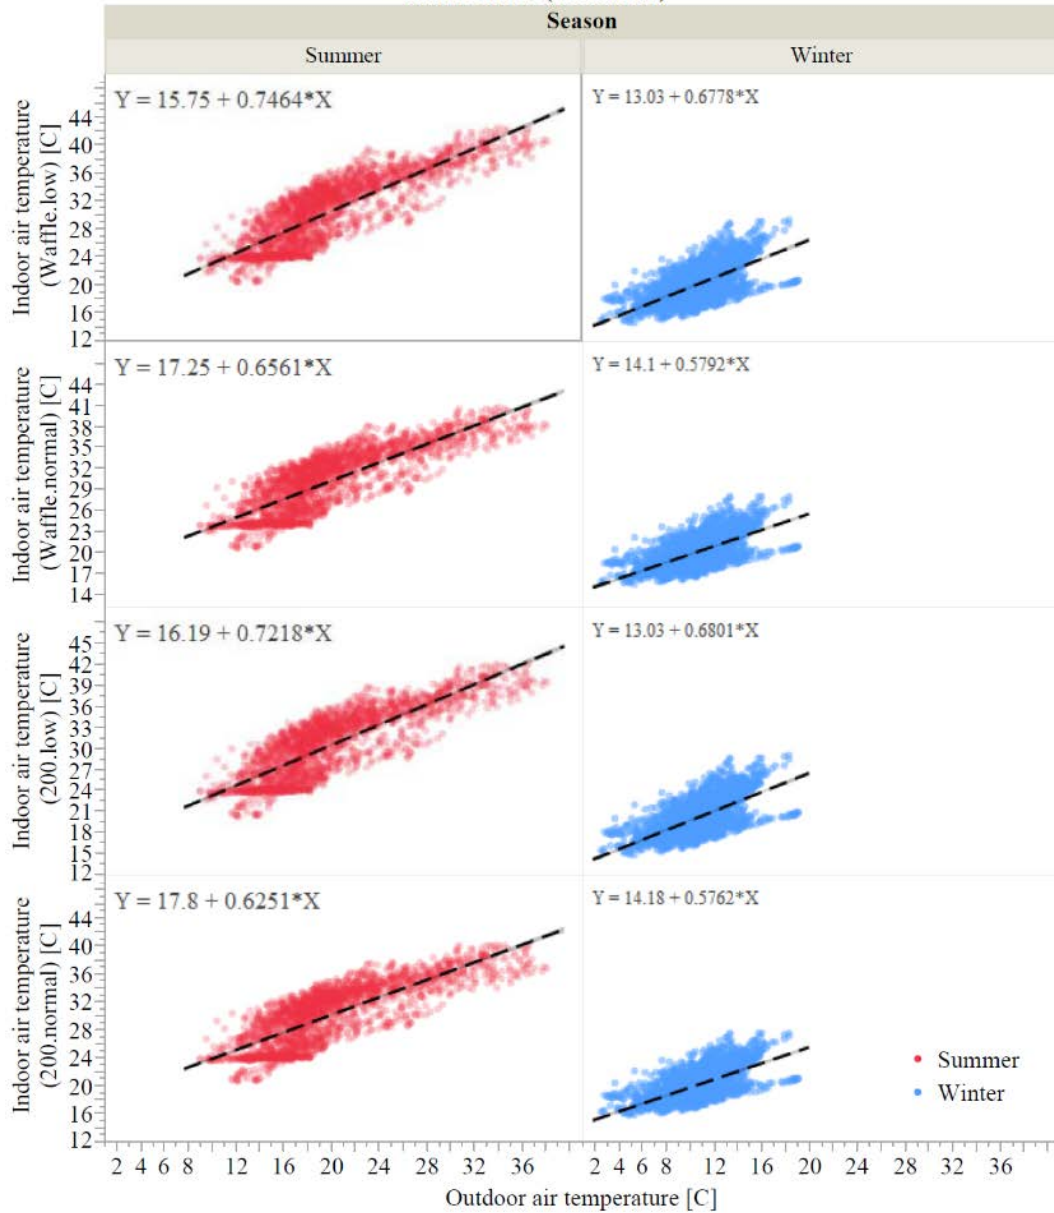 Season
Summer
Winter
Indoor air temperature
(Waffle.low) [C]
44
40
36
32
28
24
20
16
12
Y = 15.75 + 0.7464*X
Y = 13.03 + 0.6778*X
Indoor air temperature
(Waffle.normal) [C]
44
41
38
35
32
29
26
23
20
17
14
Y = 17.25 + 0.6561*X
Y = 14.1 + 0.5792*X
Indoor air temperature
(200.low) [C]
45
42
39
36
33
30
27
24
21
18
15
12
Y = 16.19 + 0.7218*X
Y = 13.03 + 0.6801*X
Indoor air temperature
(200.normal) [C]
44
40
36
32
28
24
20
16
12
Y = 17.8 + 0.6251*X
Y = 14.18 + 0.5762*X
Summer
Winter
2 4 6 8 12 16 20 24 28 32 36 2 4 6 8 12 16 20 24 28 32 36
Outdoor air temperature [C]